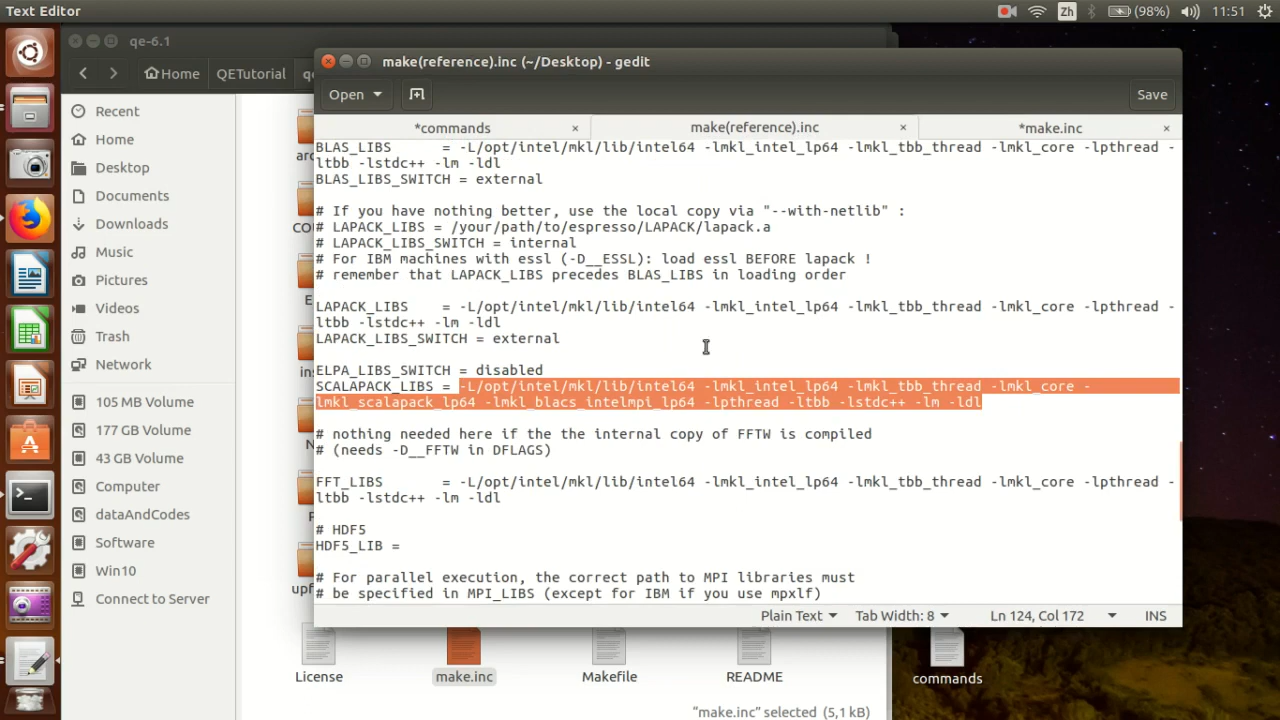 Text Editor
Zh
(98%)
11:51
qe-6.1
Home
QETutorial
Recent
Home
Desktop
Documents
Downloads
Music
Pictures
Videos
Trash
Network
105 MB Volume
177 GB Volume
43 GB Volume
Computer
dataAndCodes
Software
Win10
Connect to Server
make(reference).inc (~/Desktop) - gedit
Open
Save
*commands
make(reference).inc
*make.inc
BLAS_LIBS      = -L/opt/intel/mkl/lib/intel64 -lmkl_intel_lp64 -lmkl_tbb_thread -lmkl_core -lpthread -
ltbb -lstdc++ -lm -ldl
BLAS_LIBS_SWITCH = external
# If you have nothing better, use the local copy via "--with-netlib" :
# LAPACK_LIBS = /your/path/to/espresso/LAPACK/lapack.a
# LAPACK_LIBS_SWITCH = internal
# For IBM machines with essl (-D__ESSL): load essl BEFORE lapack !
# remember that LAPACK_LIBS precedes BLAS_LIBS in loading order
LAPACK_LIBS    = -L/opt/intel/mkl/lib/intel64 -lmkl_intel_lp64 -lmkl_tbb_thread -lmkl_core -lpthread -
ltbb -lstdc++ -lm -ldl
LAPACK_LIBS_SWITCH = external
ELPA_LIBS_SWITCH = disabled
SCALAPACK_LIBS = -L/opt/intel/mkl/lib/intel64 -lmkl_intel_lp64 -lmkl_tbb_thread -lmkl_core -
lmkl_scalapack_lp64 -lmkl_blacs_intelmpi_lp64 -lpthread -ltbb -lstdc++ -lm -ldl
# nothing needed here if the the internal copy of FFTW is compiled
# (needs -D__FFTW in DFLAGS)
FFT_LIBS       = -L/opt/intel/mkl/lib/intel64 -lmkl_intel_lp64 -lmkl_tbb_thread -lmkl_core -lpthread -
ltbb -lstdc++ -lm -ldl
# HDF5
HDF5_LIB =
# For parallel execution, the correct path to MPI libraries must
# be specified in MPI_LIBS (except for IBM if you use mpxlf)
Plain Text
Tab Width: 8
Ln 124, Col 172
INS
License
make.inc
Makefile
README
commands
"make.inc" selected (5,1 kB)